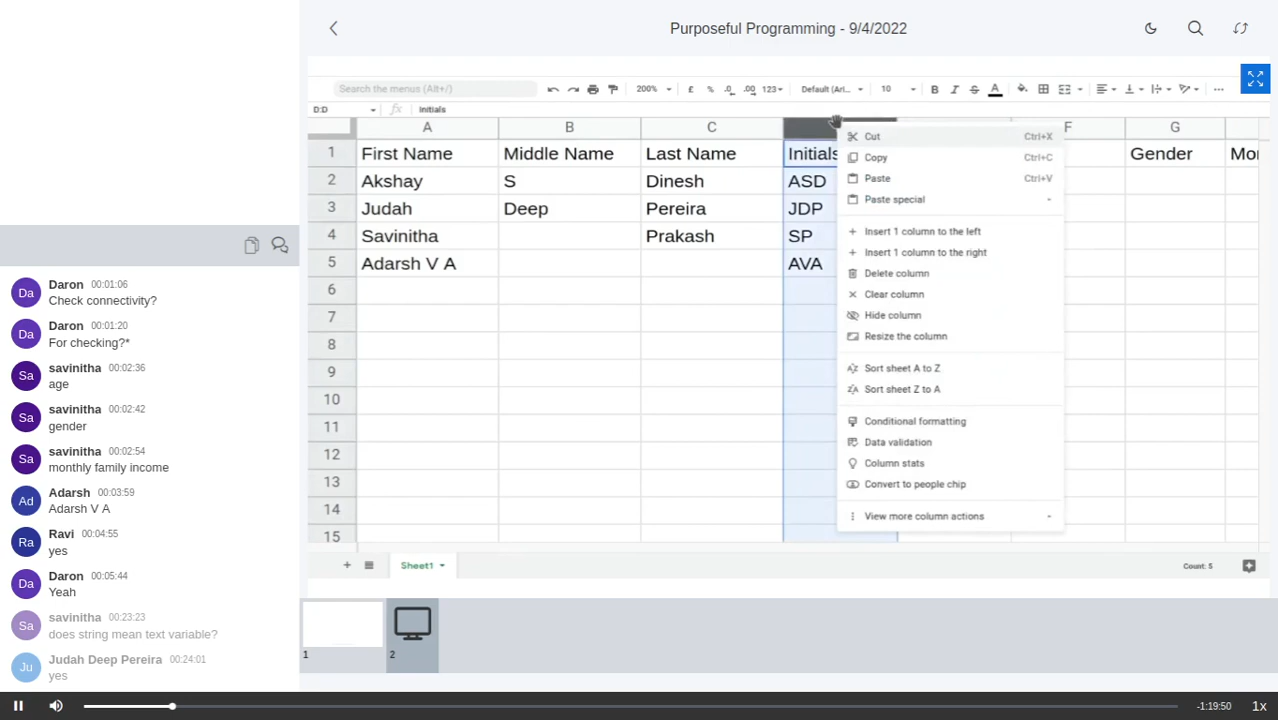 Purposeful Programming - 9/4/2022
Search the menus (Alt+/) 200% £ % .0 .00 123 Default (Ari... 10 B I S A
D:D fx Initials
A B C F G
1 First Name Middle Name Last Name Initials Gender Mo
2 Akshay S Dinesh ASD
3 Judah Deep Pereira JDP
4 Savinitha Prakash SP
5 Adarsh V A AVA
6
7
8
9
10
11
12
13
14
15
Cut Ctrl+X
Copy Ctrl+C
Paste Ctrl+V
Paste special
Insert 1 column to the left
Insert 1 column to the right
Delete column
Clear column
Hide column
Resize the column
Sort sheet A to Z
Sort sheet Z to A
Conditional formatting
Data validation
Column stats
Convert to people chip
View more column actions
+ Sheet1 Count: 5
1 2
Da Daron 00:01:06
Check connectivity?
Da Daron 00:01:20
For checking?*
Sa savinitha 00:02:36
age
Sa savinitha 00:02:42
gender
Sa savinitha 00:02:54
monthly family income
Ad Adarsh 00:03:59
Adarsh V A
Ra Ravi 00:04:55
yes
Da Daron 00:05:44
Yeah
Sa savinitha 00:23:23
does string mean text variable?
Ju Judah Deep Pereira 00:24:01
yes
-1:19:50 1x